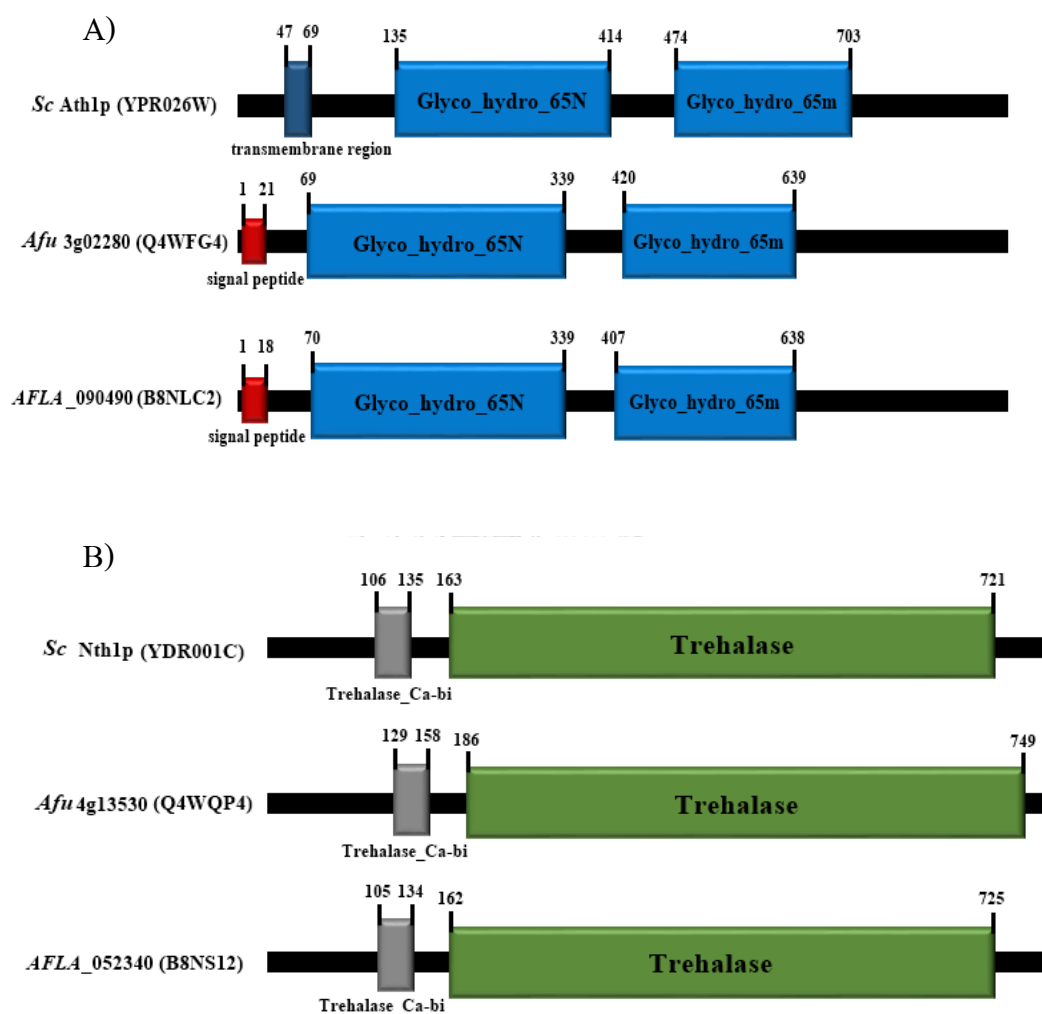 A)
47 69 135 414 474 703
Sc Ath1p (YPR026W)
Glyco_hydro_65N Glyco_hydro_65m
transmembrane region
1 21 69 339 420 639
Afu 3g02280 (Q4WFG4)
Glyco_hydro_65N Glyco_hydro_65m
signal peptide
1 18 70 339 407 638
AFLA_090490 (B8NLC2)
Glyco_hydro_65N Glyco_hydro_65m
signal peptide
B)
106 135 163 721
Sc Nth1p (YDR001C)
Trehalase
Trehalase_Ca-bi
129 158 186 749
Afu 4g13530 (Q4WQP4)
Trehalase
Trehalase_Ca-bi
105 134 162 725
AFLA_052340 (B8NS12)
Trehalase
Trehalase_Ca-bi